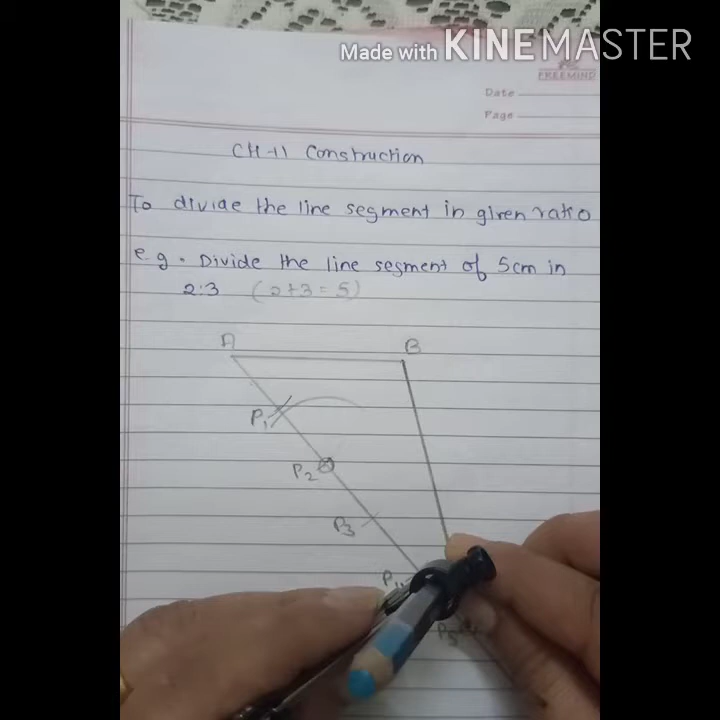 Made with KINEMASTER
FREEMIND
Date
Page
CH-11 Construction
To divide the line segment in given ratio
e.g. Divide the line segment of 5cm in
2:3 (2+3=5)
A B
P1
P2
P3
P4
P5